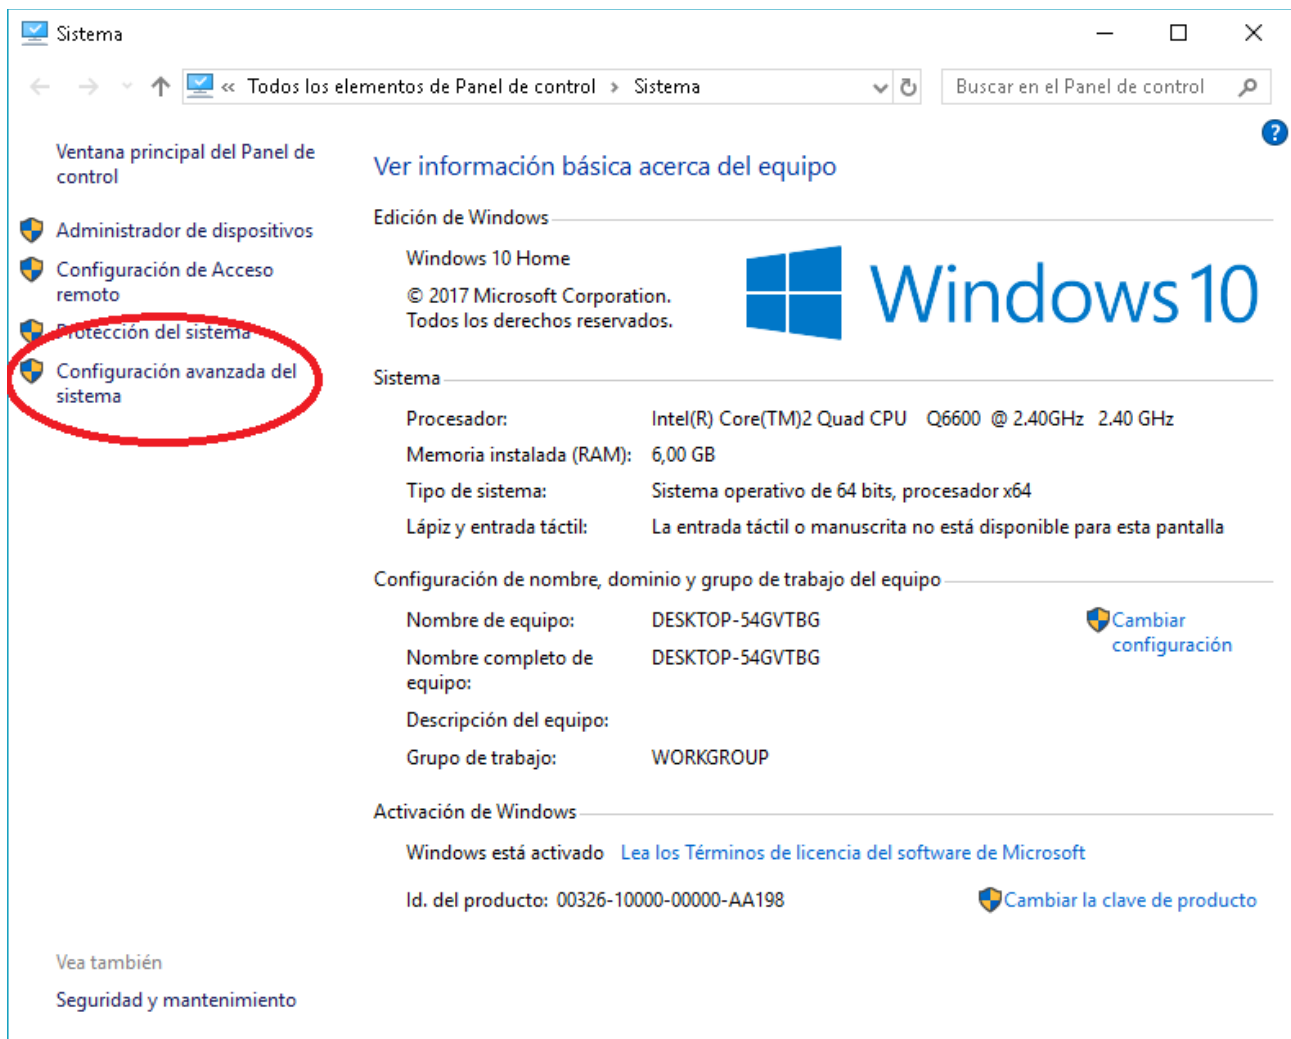 Sistema
« Todos los elementos de Panel de control › Sistema
Buscar en el Panel de control
?
Ventana principal del Panel de
control
Administrador de dispositivos
Configuración de Acceso
remoto
Protección del sistema
Configuración avanzada del
sistema
Ver información básica acerca del equipo
Edición de Windows
Windows 10 Home
© 2017 Microsoft Corporation.
Todos los derechos reservados.
Windows 10
Sistema
Procesador: Intel(R) Core(TM)2 Quad CPU Q6600 @ 2.40GHz 2.40 GHz
Memoria instalada (RAM): 6,00 GB
Tipo de sistema: Sistema operativo de 64 bits, procesador x64
Lápiz y entrada táctil: La entrada táctil o manuscrita no está disponible para esta pantalla
Configuración de nombre, dominio y grupo de trabajo del equipo
Nombre de equipo: DESKTOP-54GVTBG
Cambiar
configuración
Nombre completo de
equipo: DESKTOP-54GVTBG
Descripción del equipo:
Grupo de trabajo: WORKGROUP
Activación de Windows
Windows está activado Lea los Términos de licencia del software de Microsoft
Id. del producto: 00326-10000-00000-AA198 Cambiar la clave de producto
Vea también
Seguridad y mantenimiento